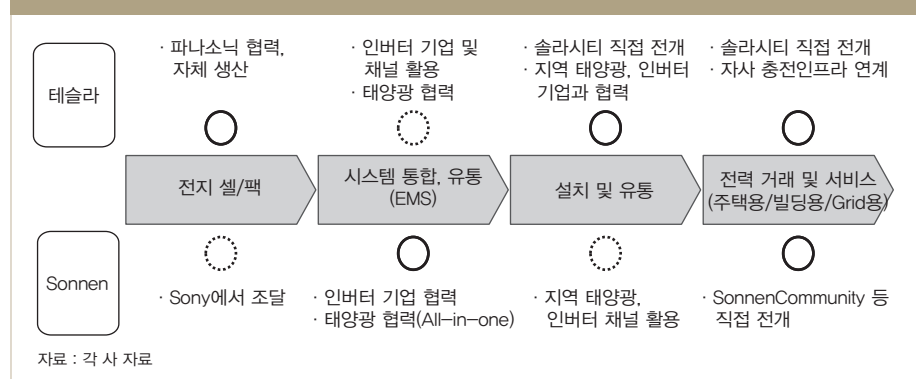 테슬라
· 파나소닉 협력,
자체 생산
· 인버터 기업 및
채널 활용
· 태양광 협력
· 솔라시티 직접 전개
· 지역 태양광, 인버터
기업과 협력
· 솔라시티 직접 전개
· 자사 충전인프라 연계
전지 셀/팩
시스템 통합, 유통
(EMS)
설치 및 유통
전력 거래 및 서비스
(주택용/빌딩용/Grid용)
Sonnen
· Sony에서 조달
· 인버터 기업 협력
· 태양광 협력(All-in-one)
· 지역 태양광,
인버터 채널 활용
· SonnenCommunity 등
직접 전개
자료 : 각 사 자료